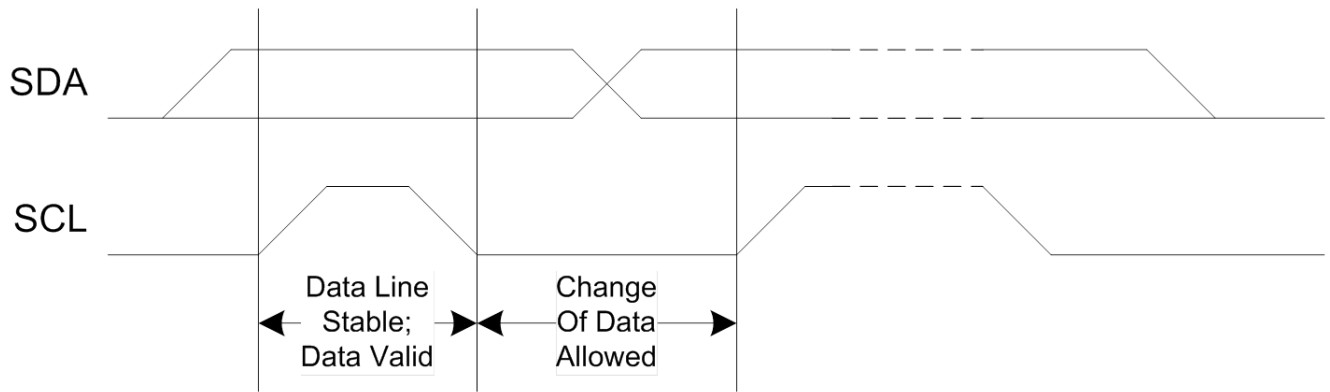 SDA
SCL
Data Line
Stable;
Data Valid
Change
Of Data
Allowed